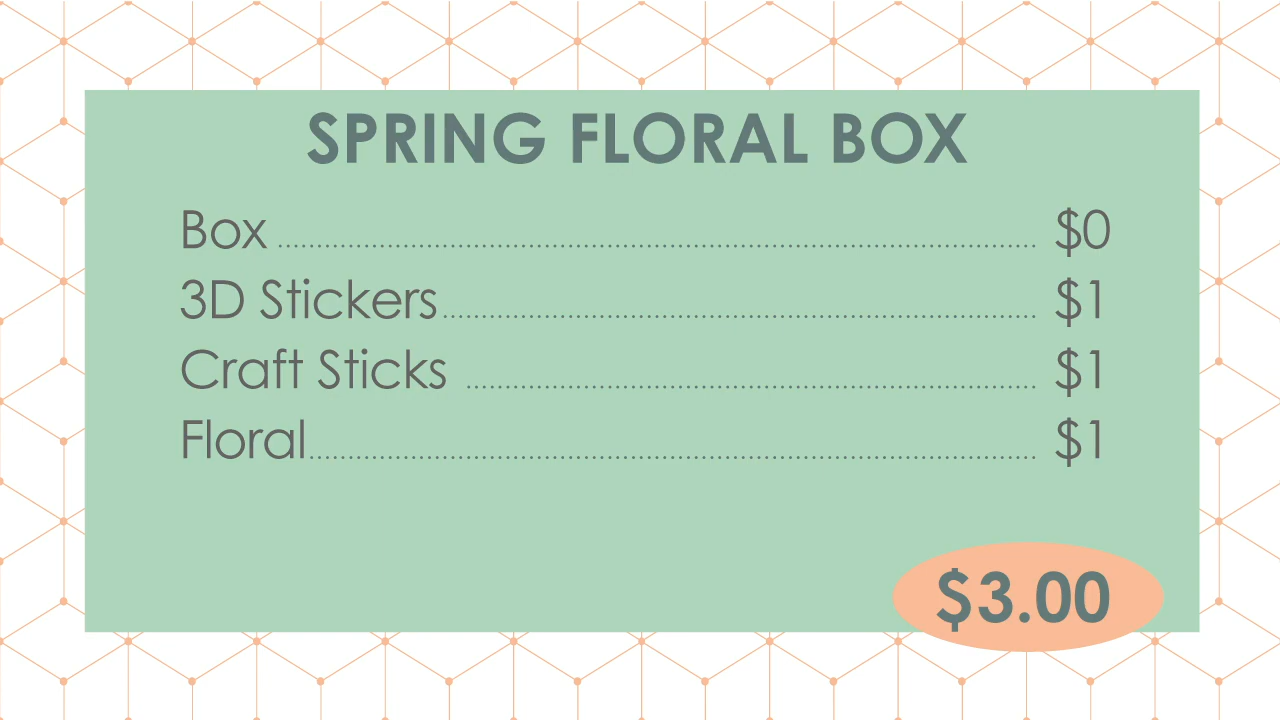 SPRING FLORAL BOX
Box ........................................ $0
3D Stickers ........................................ $1
Craft Sticks ........................................ $1
Floral ........................................ $1
$3.00